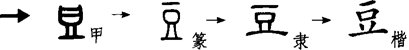 → 豆甲 → 豆篆 → 豆隶 → 豆楷